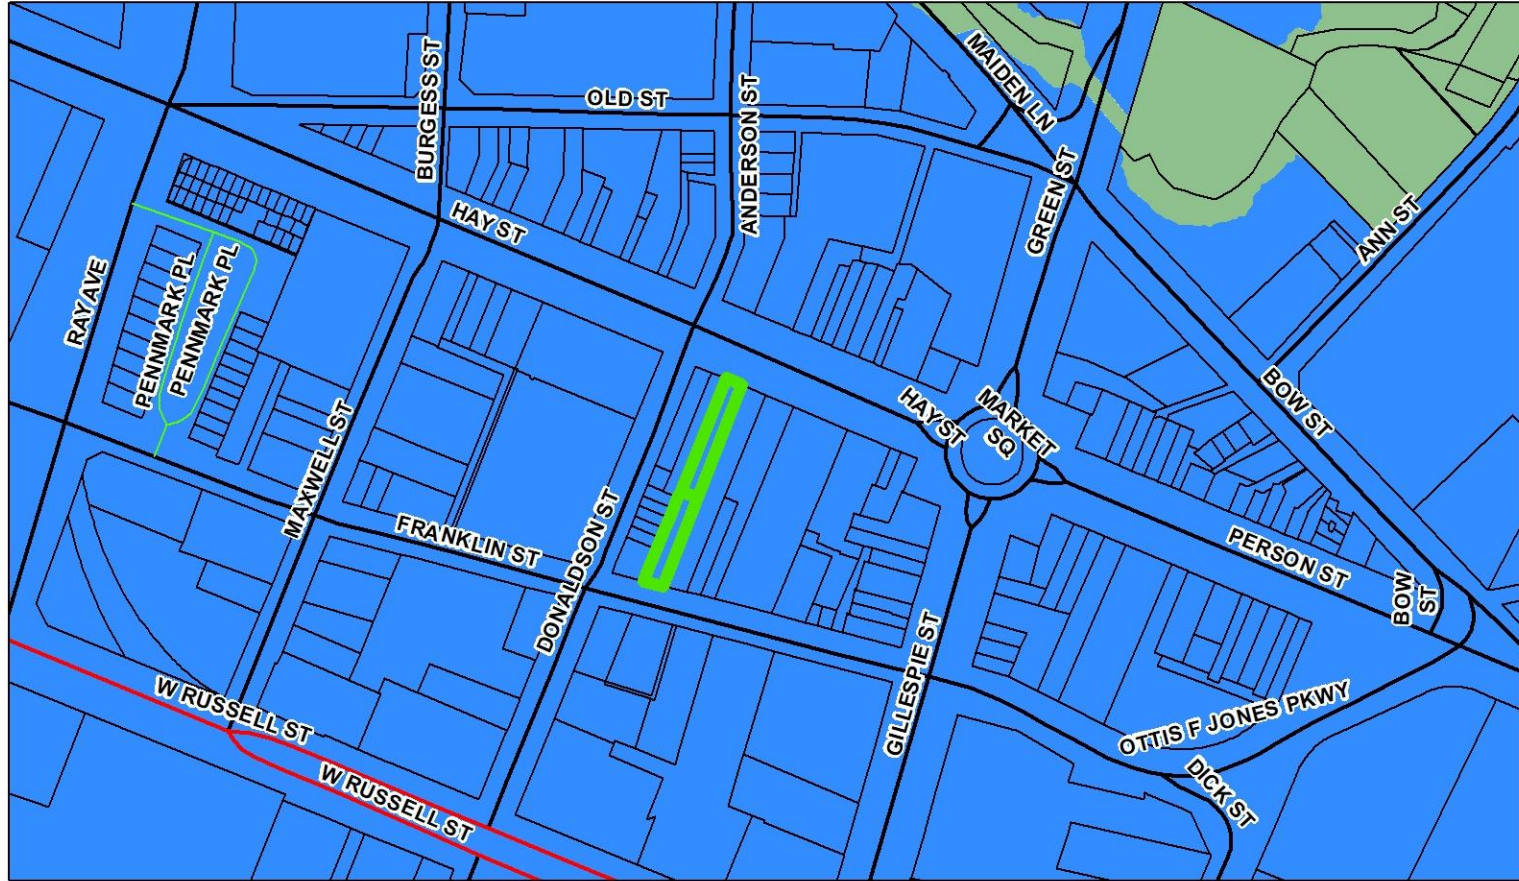 OLD ST
BURGESS ST
ANDERSON ST
MAIDEN LN
GREEN ST
ANN ST
HAY ST
RAY AVE
PENNMARK PL
PENNMARK PL
MAXWELL ST
FRANKLIN ST
DONALDSON ST
HAY ST
MARKET
SQ
BOW ST
PERSON ST
BOW
ST
GILLESPIE ST
W RUSSELL ST
W RUSSELL ST
OTTIS F JONES PKWY
DICK ST